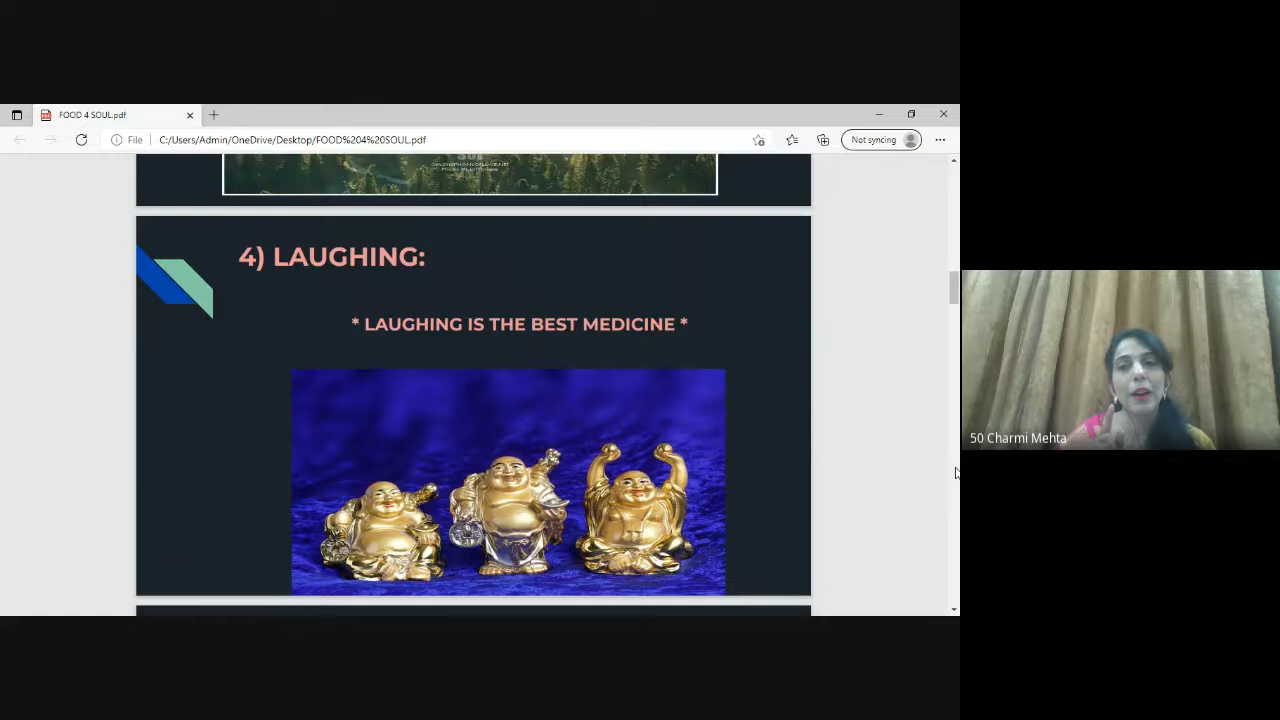 FOOD 4 SOUL.pdf
File
C:/Users/Admin/OneDrive/Desktop/FOOD%204%20SOUL.pdf
Not syncing
4) LAUGHING:
* LAUGHING IS THE BEST MEDICINE *
50 Charmi Mehta